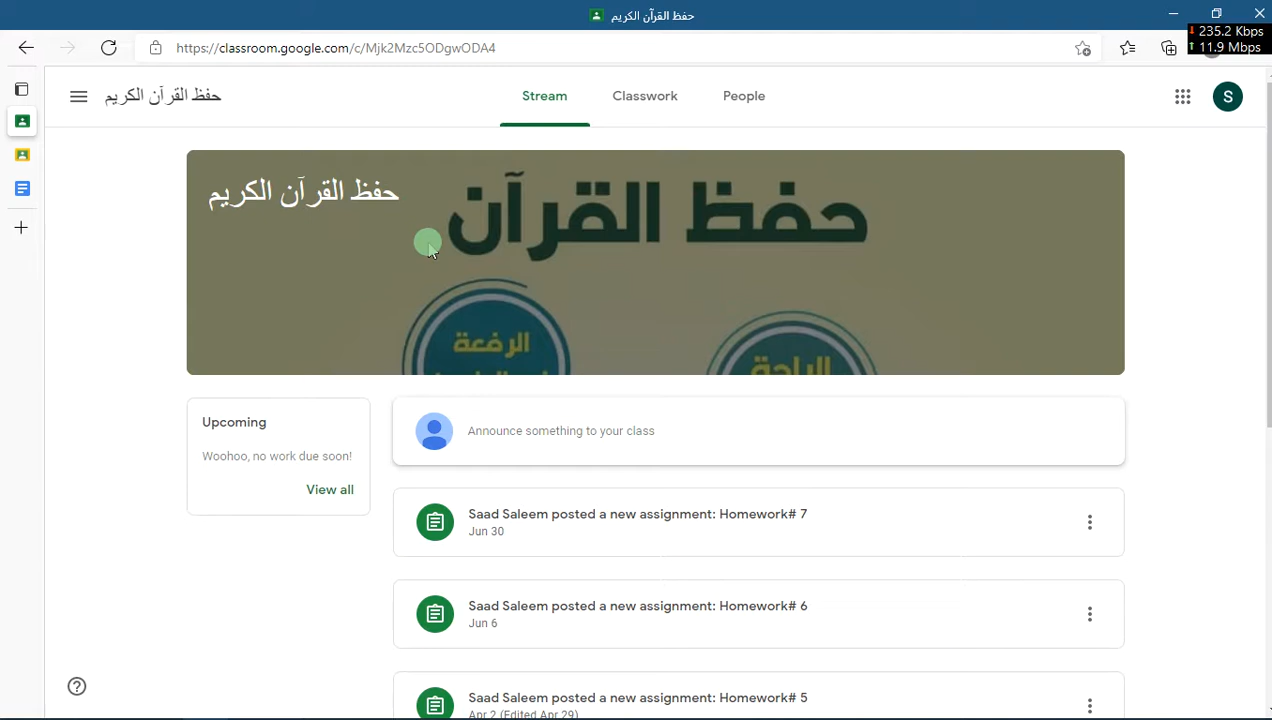 حفظ القرآن الكريم
235.2 Kbps
11.9 Mbps
https://classroom.google.com/c/Mjk2Mzc5ODgwODA4
حفظ القرآن الكريم
Stream
Classwork
People
S
حفظ القرآن الكريم
حفظ القرآن
الرفعة
الراحة
Upcoming
Woohoo, no work due soon!
View all
Announce something to your class
Saad Saleem posted a new assignment: Homework# 7
Jun 30
Saad Saleem posted a new assignment: Homework# 6
Jun 6
Saad Saleem posted a new assignment: Homework# 5
Apr 2 (Edited Apr 29)